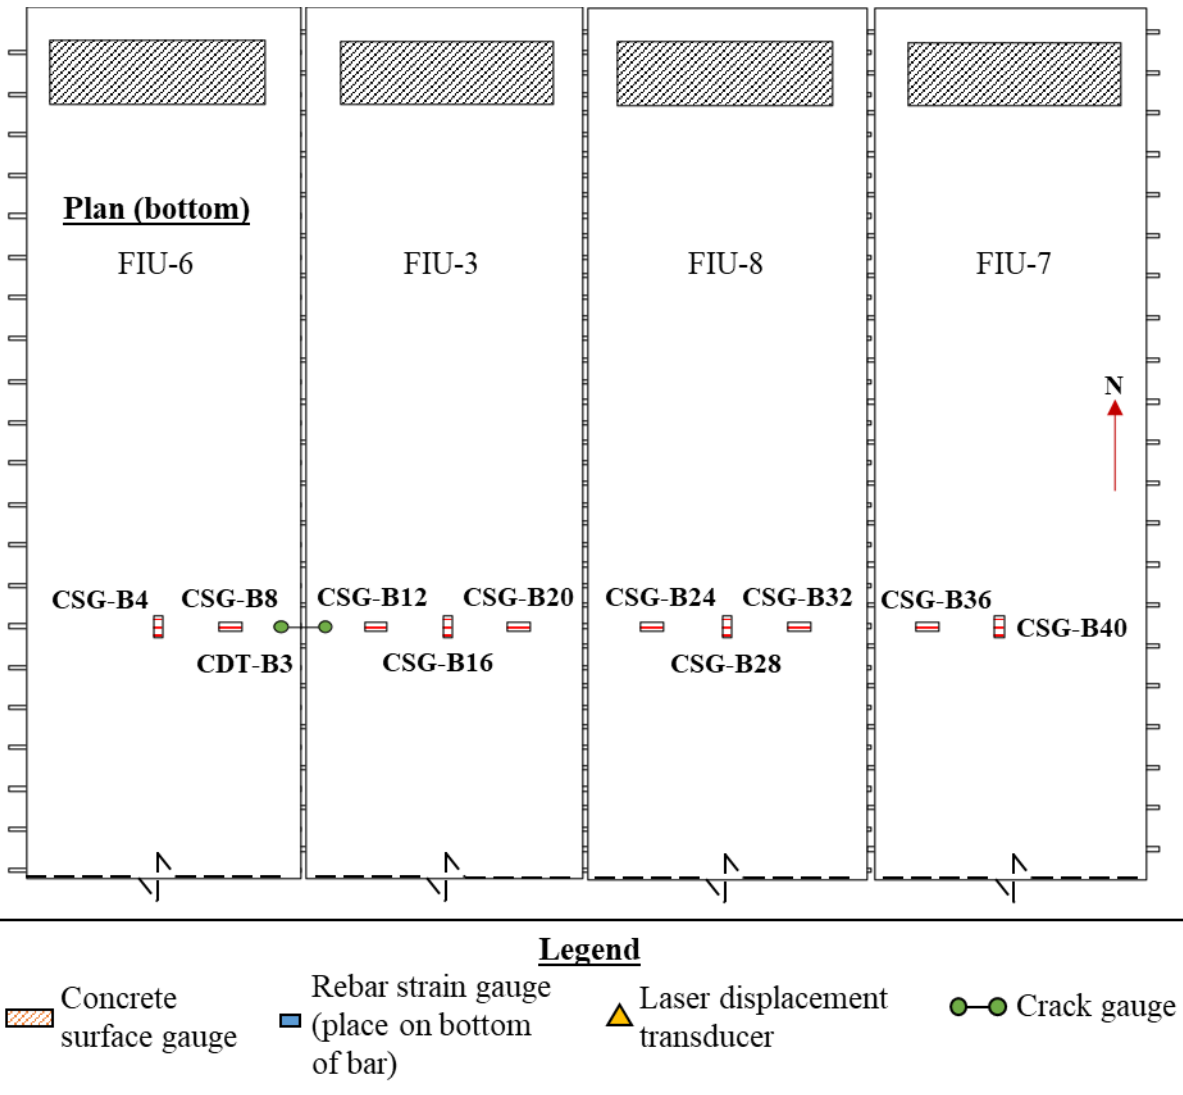 Plan (bottom)
FIU-6
FIU-3
FIU-8
FIU-7
N
CSG-B4
CSG-B8
CSG-B12
CSG-B20
CSG-B24
CSG-B32
CSG-B36
CSG-B40
CDT-B3
CSG-B16
CSG-B28
Legend
Concrete
surface gauge
Rebar strain gauge
(place on bottom
of bar)
Laser displacement
transducer
Crack gauge